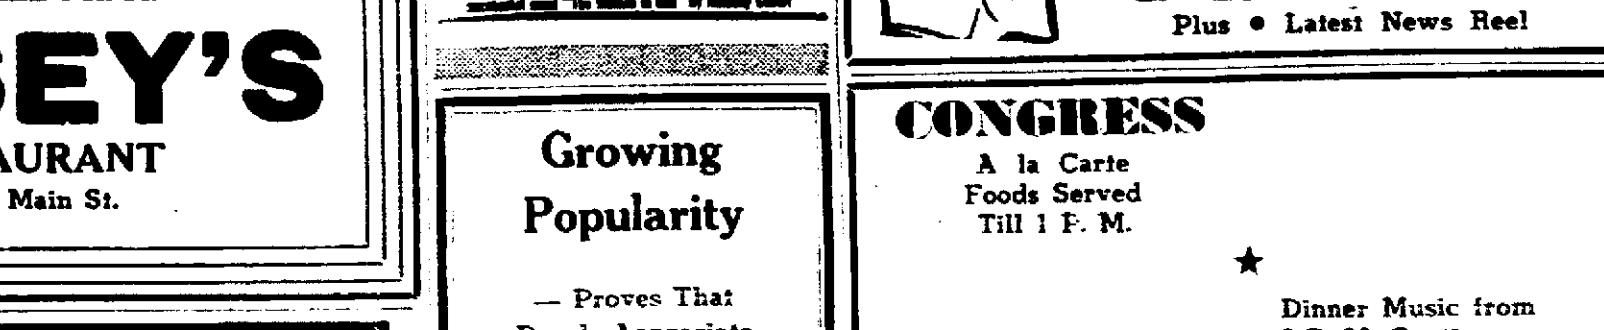 EY'S
AURANT
Main St.
Growing
Popularity
— Proves That
Plus • Latest News Reel
CONGRESS
A la Carte
Foods Served
Till 1 P. M.
Dinner Music from